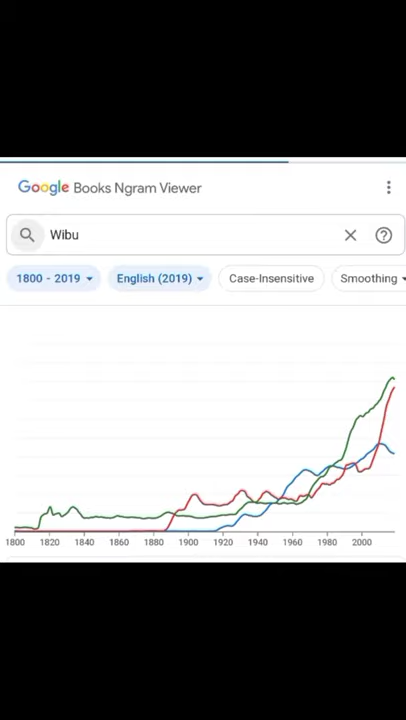 Google Books Ngram Viewer
Wibu
1800 - 2019 English (2019) Case-Insensitive Smoothing
1800 1820 1840 1860 1880 1900 1920 1940 1960 1980 2000